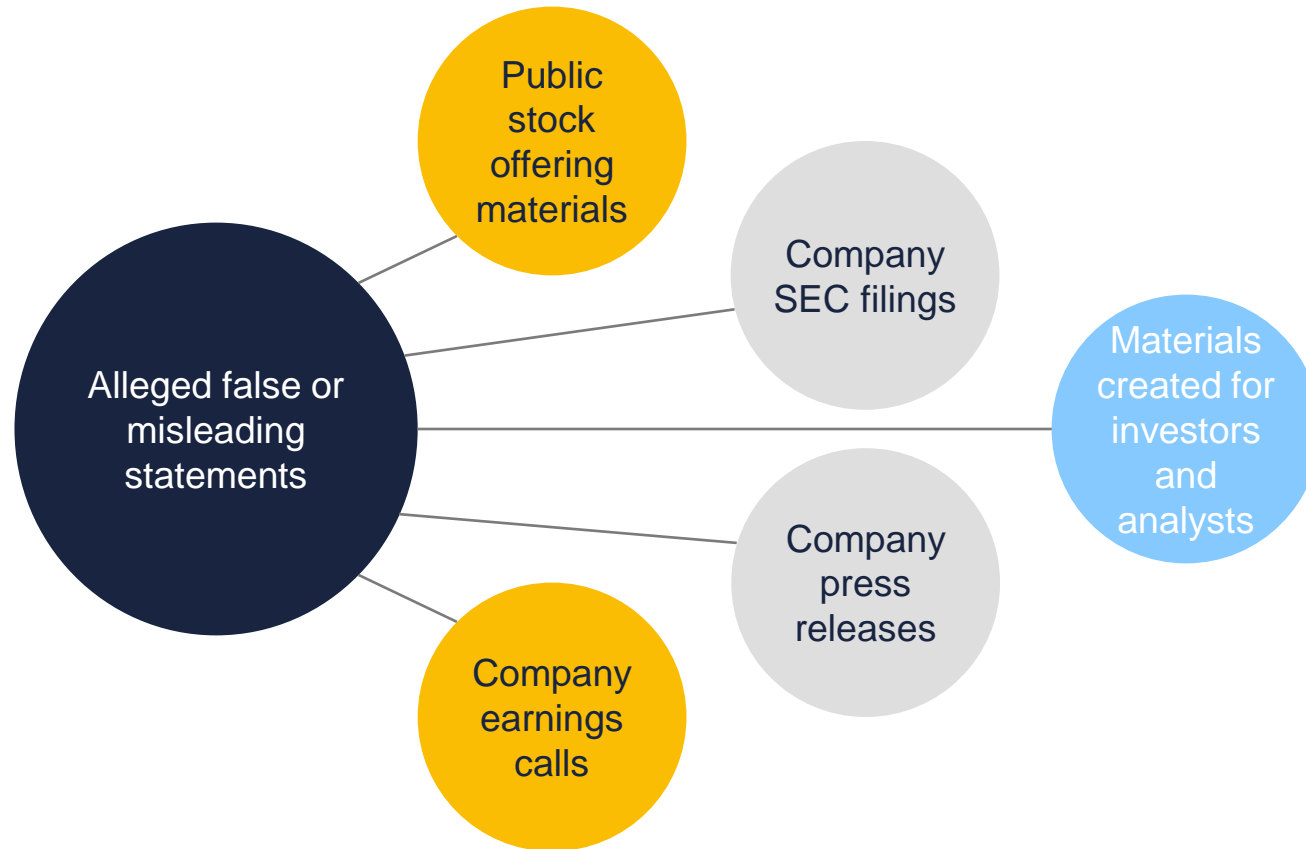 Public
stock
offering
materials
Company
SEC filings
Alleged false or
misleading
statements
Materials
created for
investors
and
analysts
Company
press
releases
Company
earnings
calls